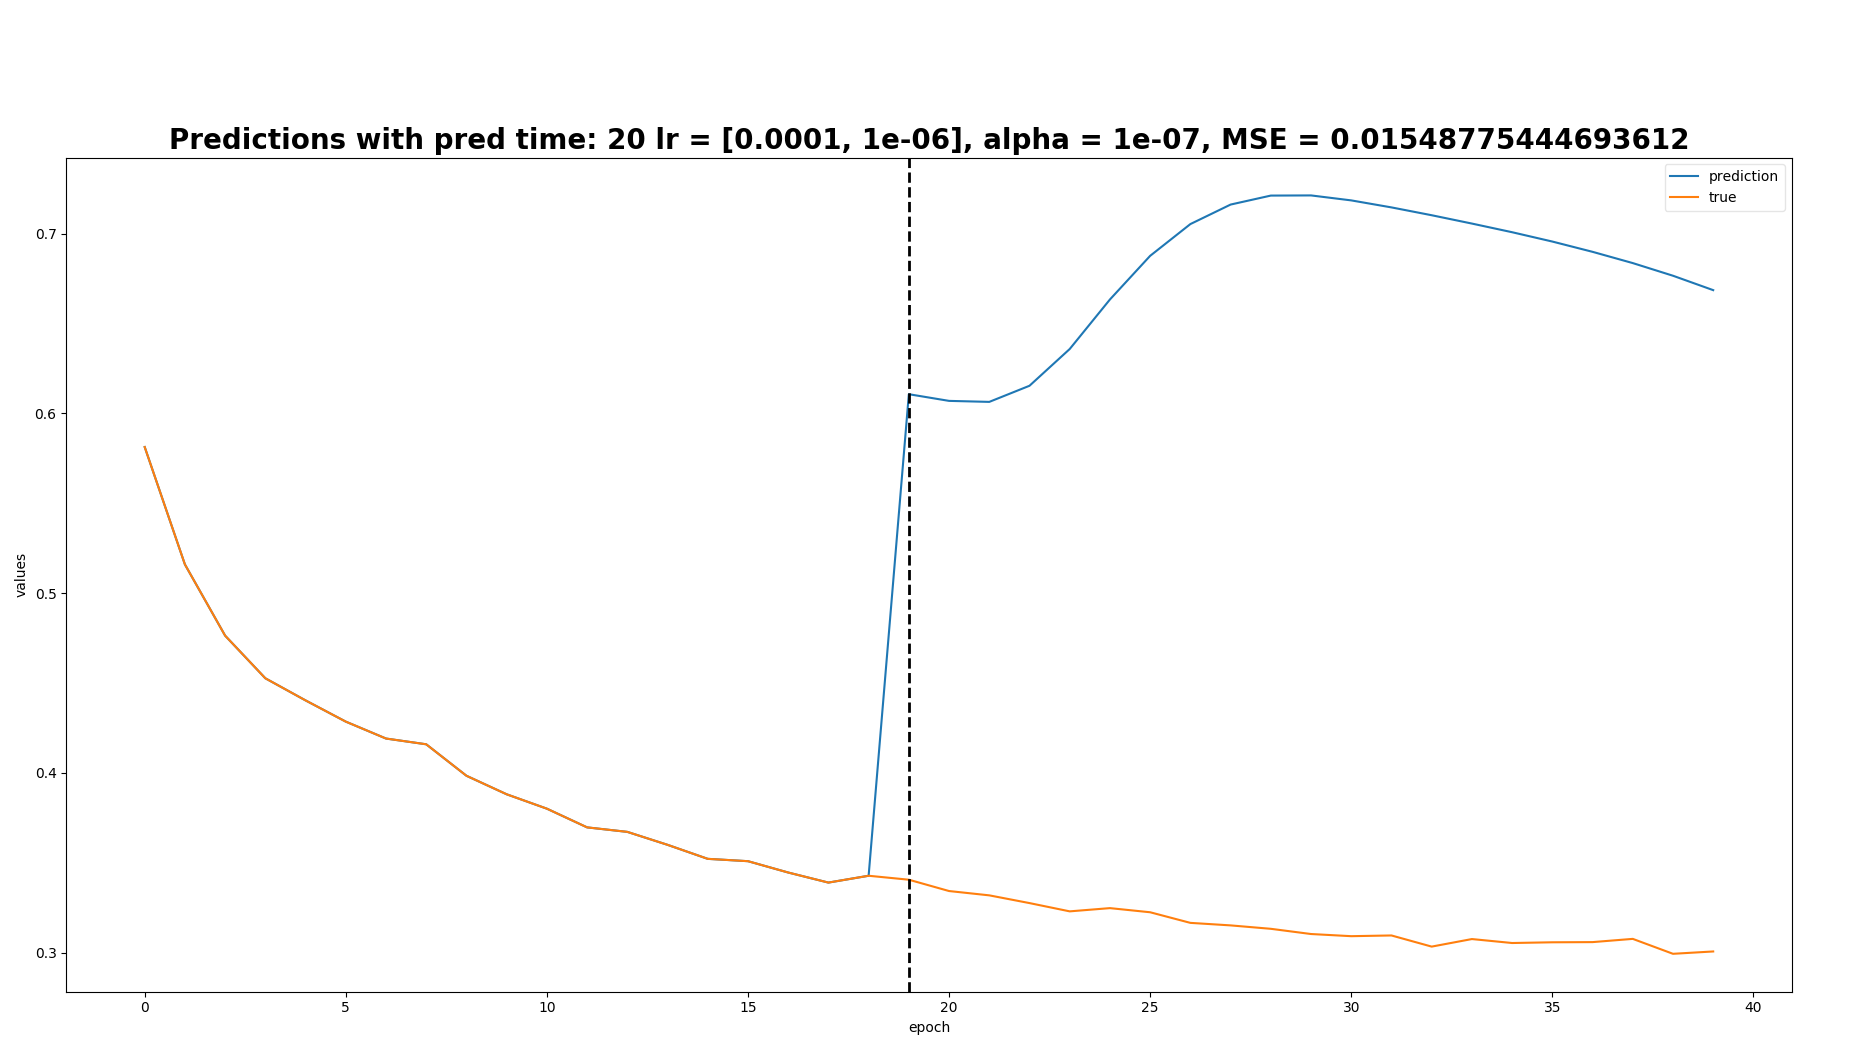 Predictions with pred time: 20 lr = [0.0001, 1e-06], alpha = 1e-07, MSE = 0.01548775444693612
prediction
true
0.7
0.6
0.5
0.4
0.3
values
0 5 10 15 20 25 30 35 40
epoch